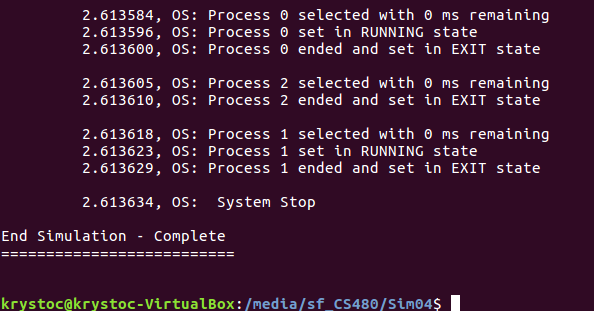 2.613584, OS: Process 0 selected with 0 ms remaining
2.613596, OS: Process 0 set in RUNNING state
2.613600, OS: Process 0 ended and set in EXIT state
2.613605, OS: Process 2 selected with 0 ms remaining
2.613610, OS: Process 2 ended and set in EXIT state
2.613618, OS: Process 1 selected with 0 ms remaining
2.613623, OS: Process 1 set in RUNNING state
2.613629, OS: Process 1 ended and set in EXIT state
2.613634, OS:  System Stop
End Simulation - Complete
==========================
krystoc@krystoc-VirtualBox:/media/sf_CS480/Sim04$